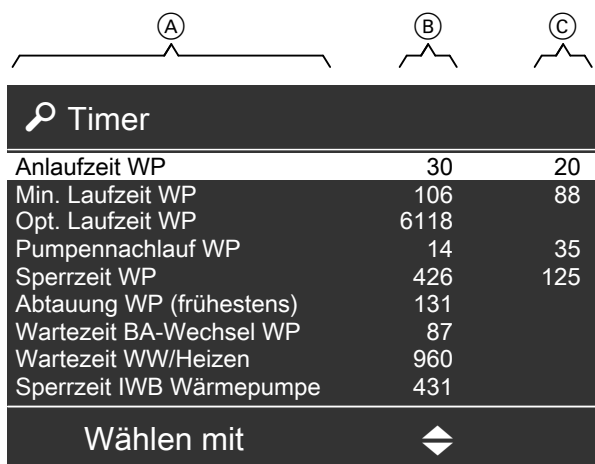 Ⓐ Ⓑ Ⓒ
Timer
Anlaufzeit WP 30 20
Min. Laufzeit WP 106 88
Opt. Laufzeit WP 6118
Pumpennachlauf WP 14 35
Sperrzeit WP 426 125
Abtauung WP (frühestens) 131
Wartezeit BA-Wechsel WP 87
Wartezeit WW/Heizen 960
Sperrzeit IWB Wärmepumpe 431
Wählen mit